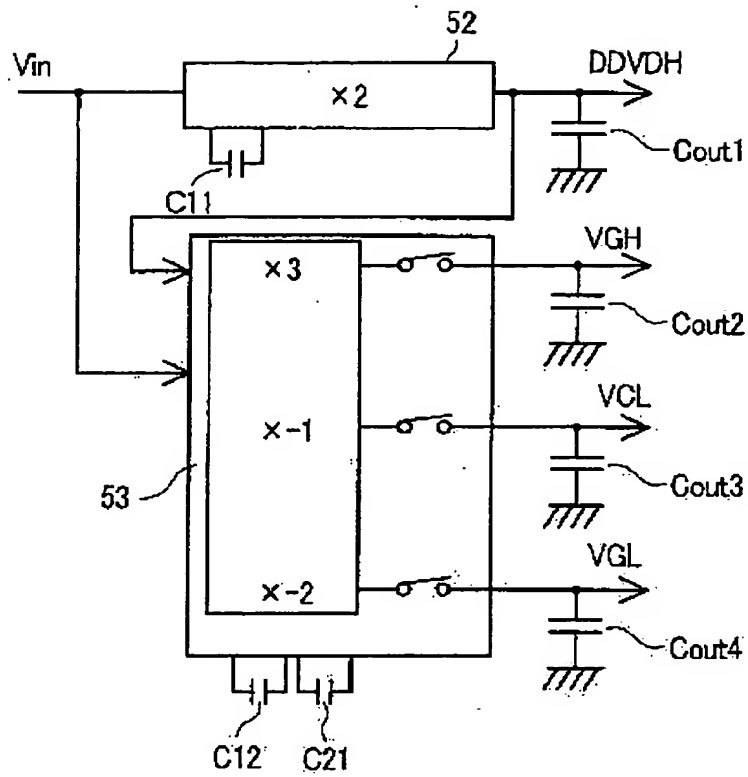 52
Vin
×2
DDVDH
Cout1
C11
×3
VGH
Cout2
×-1
VCL
Cout3
53
×-2
VGL
Cout4
C12
C21